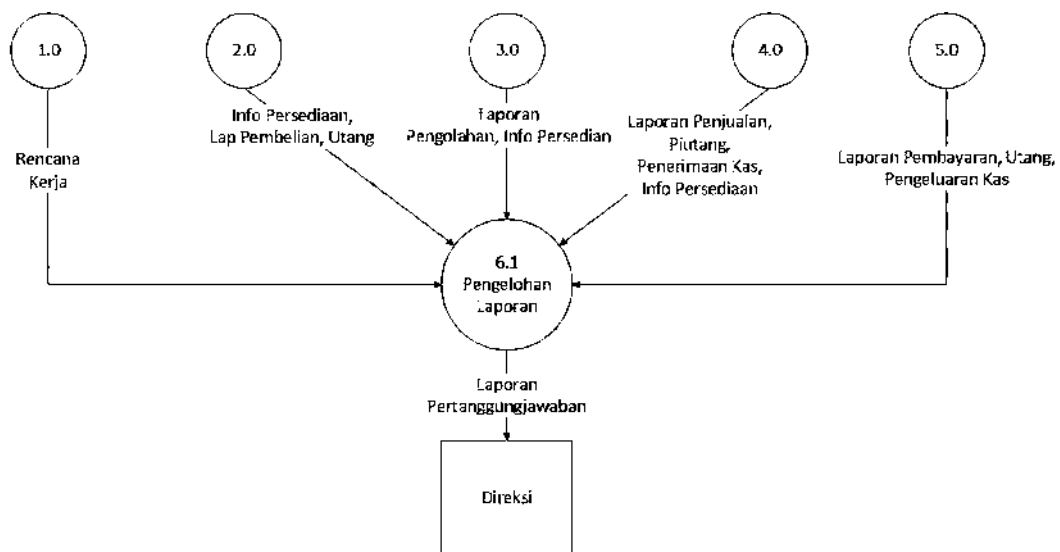 1.0
2.0
3.0
4.0
5.0
Rencana
Kerja
Info Persediaan,
Lap Pembelian, Utang
Laporan
Pengolahan, Info Persedian
Laporan Penjualan,
Piutang,
Penerimaan Kas,
Info Persediaan
Laporan Pembayaran, Utang,
Pengeluaran Kas
6.1
Pengelohan
Laporan
Laporan
Pertanggungjawaban
Direksi